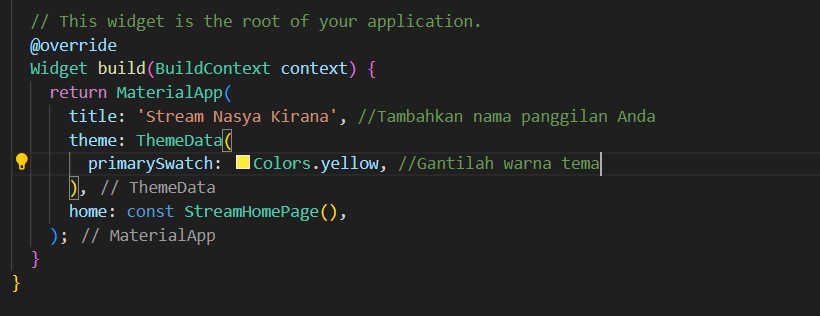 // This widget is the root of your application.
@override
Widget build(BuildContext context) {
return MaterialApp(
title: 'Stream Nasya Kirana', //Tambahkan nama panggilan Anda
theme: ThemeData(
primarySwatch: Colors.yellow, //Gantilah warna tema
), // ThemeData
home: const StreamHomePage(),
); // MaterialApp
}
}